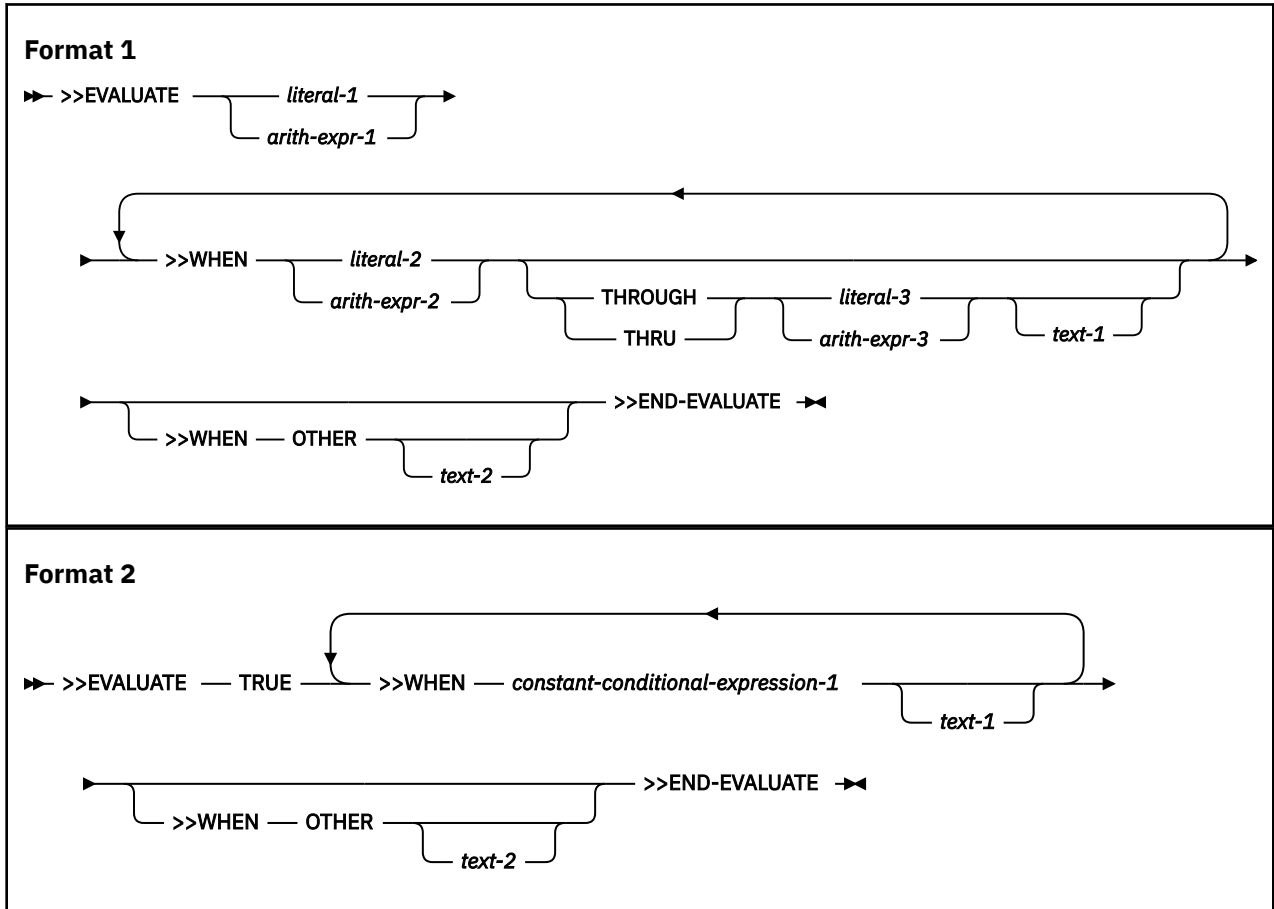 Format 1
>>EVALUATE literal-1
arith-expr-1
>>WHEN literal-2
arith-expr-2 THROUGH literal-3
THRU arith-expr-3 text-1
>>END-EVALUATE
>>WHEN OTHER
text-2
Format 2
>>EVALUATE TRUE >>WHEN constant-conditional-expression-1
text-1
>>END-EVALUATE
>>WHEN OTHER
text-2